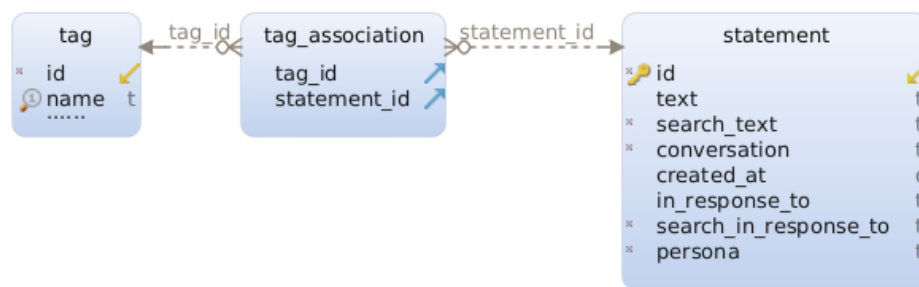 tag
id
name t
tag_id
tag_association
tag_id
statement_id
statement_id
statement
id
text
search_text
conversation
created_at
in_response_to
search_in_response_to
persona